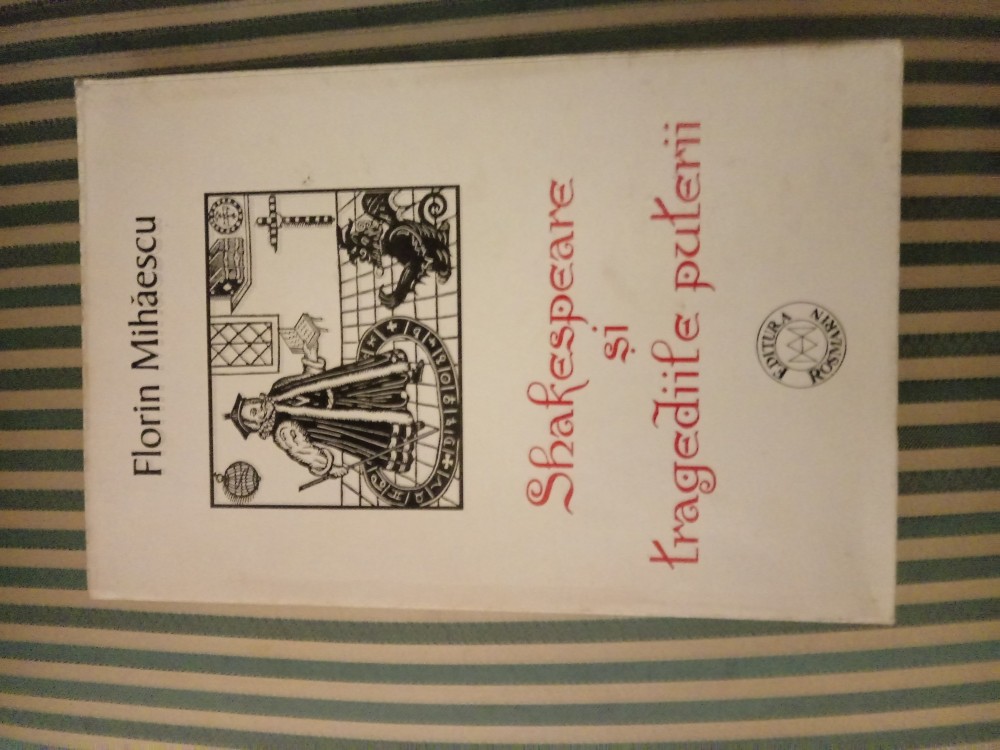 Florin Mihăescu
Shakespeare
și
tragediile puterii
EDITURA
ROSMARIN